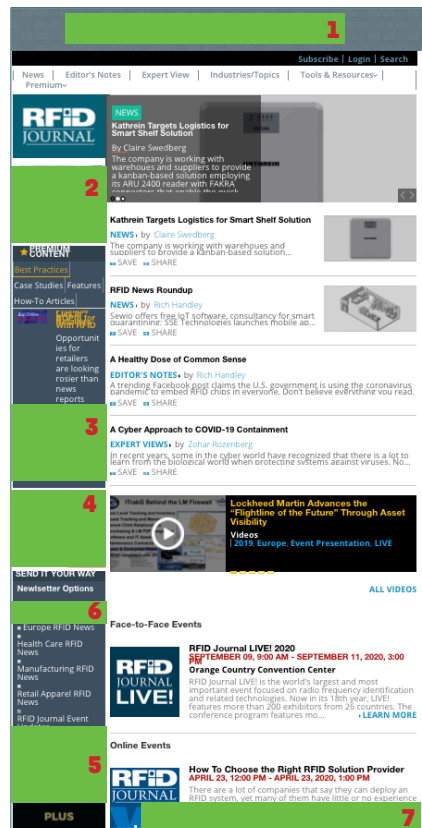 1
Subscribe | Login | Search
News | Editor's Notes | Expert View | Industries/Topics | Tools & Resources
Premium
RFID
JOURNAL
NEWS
Kathrein Targets Logistics for
Smart Shelf Solution
By Claire Swedberg
The company is working with
warehouses and suppliers to provide
a kanban-based solution employing
its ARU 2400 reader with FAKRA
connectors that enable the quick
2
Kathrein Targets Logistics for Smart Shelf Solution
NEWS by Claire Swedberg
The company is working with warehoues and
suppliers to provide a kanban-based solution...
SAVE SHARE
PREMIUM
CONTENT
Best Practices
Case Studies Features
How-To Articles
with RFID
Opportunit
ies for
retailers
are looking
rosier than
news
reports
RFID News Roundup
NEWS by Rich Handley
Sewio offers free IoT software, consultancy for smart
quarantining; SSE Technologies launches mobile ap...
SAVE SHARE
A Healthy Dose of Common Sense
EDITOR'S NOTES by Rich Handley
A trending Facebook post claims the U.S. government is using the coronavirus
pandemic to embed RFID chips in everyone. Don't believe everything you read.
SAVE SHARE
3
A Cyber Approach to COVID-19 Containment
EXPERT VIEWS by Zohar Rozenberg
In recent years, some in the cyber world have recognized that there is a lot to
learn from the biological world when protecting systems against viruses. No...
SAVE SHARE
4
ITrakG Behind the LM Firewall
Lockheed Martin Advances the
"Flightline of the Future" Through Asset
Visibility
Videos
| 2019, Europe, Event Presentation, LIVE
ALL VIDEOS
SEND IT YOUR WAY
Newlsetter Options
6
Europe RFID News
Health Care RFID
News
Manufacturing RFID
News
Retail Apparel RFID
News
RFID Journal Event
Updates
Face-to-Face Events
RFID
JOURNAL
LIVE!
RFID Journal LIVE! 2020
SEPTEMBER 09, 9:00 AM - SEPTEMBER 11, 2020, 3:00
PM
Orange Country Convention Center
RFID Journal LIVE! is the world's largest and most
important event focused on radio frequency identification
and related technologies. Now in its 18th year, LIVE!
features more than 200 exhibitors from 26 countries. The
conference program features mo...
LEARN MORE
5
Online Events
RFID
JOURNAL
How To Choose the Right RFID Solution Provider
APRIL 23, 12:00 PM - APRIL 23, 2020, 1:00 PM
There are a lot of companies that say they can deploy an
RFID system, yet many of them have little or no experience
PLUS
7